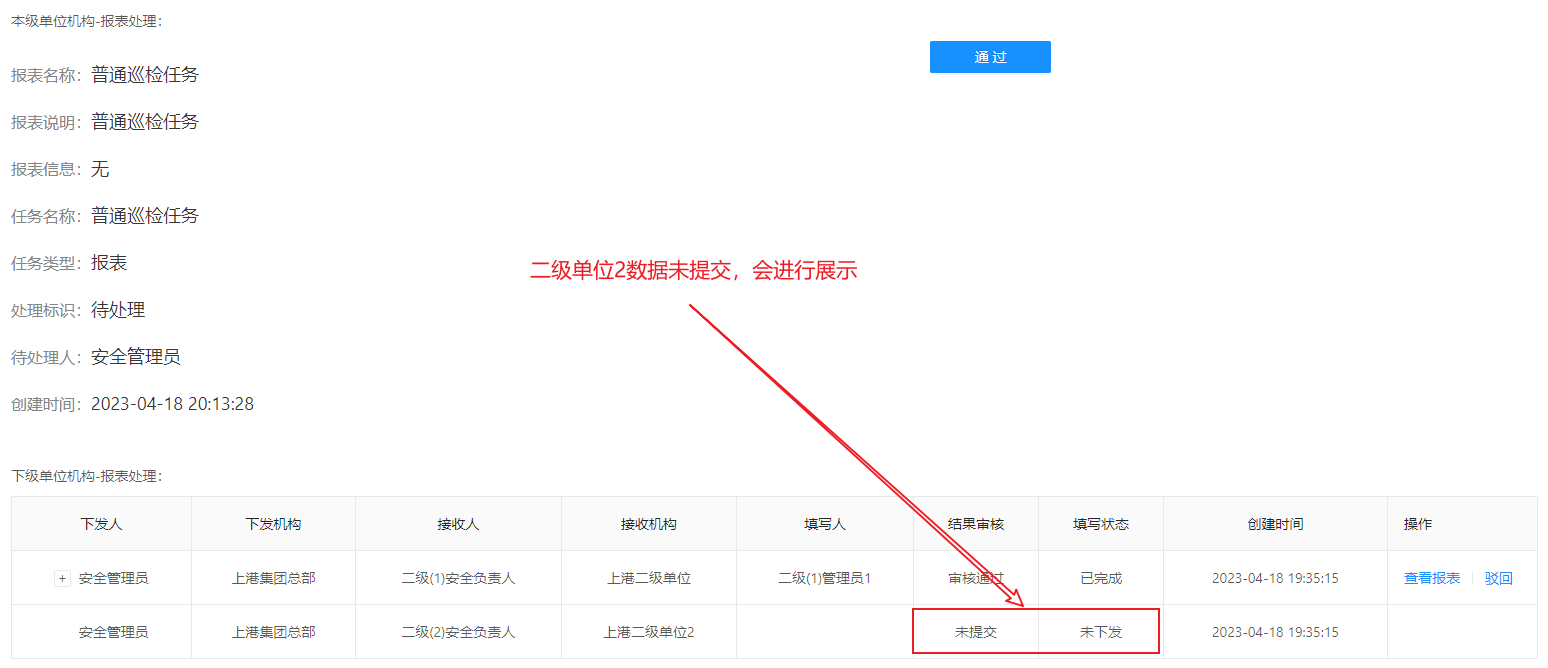 本级单位机构-报表处理：
通过
报表名称：普通巡检任务
报表说明：普通巡检任务
报表信息：无
任务名称：普通巡检任务
任务类型：报表
二级单位2数据未提交，会进行展示
处理标识：待处理
待处理人：安全管理员
创建时间：2023-04-18 20:13:28
下级单位机构-报表处理：
下发人 下发机构 接收人 接收机构 填写人 结果审核 填写状态 创建时间 操作
+ 安全管理员 上港集团总部 二级(1)安全负责人 上港二级单位 二级(1)管理员1 审核通过 已完成 2023-04-18 19:35:15 查看报表 驳回
安全管理员 上港集团总部 二级(2)安全负责人 上港二级单位2 未提交 未下发 2023-04-18 19:35:15